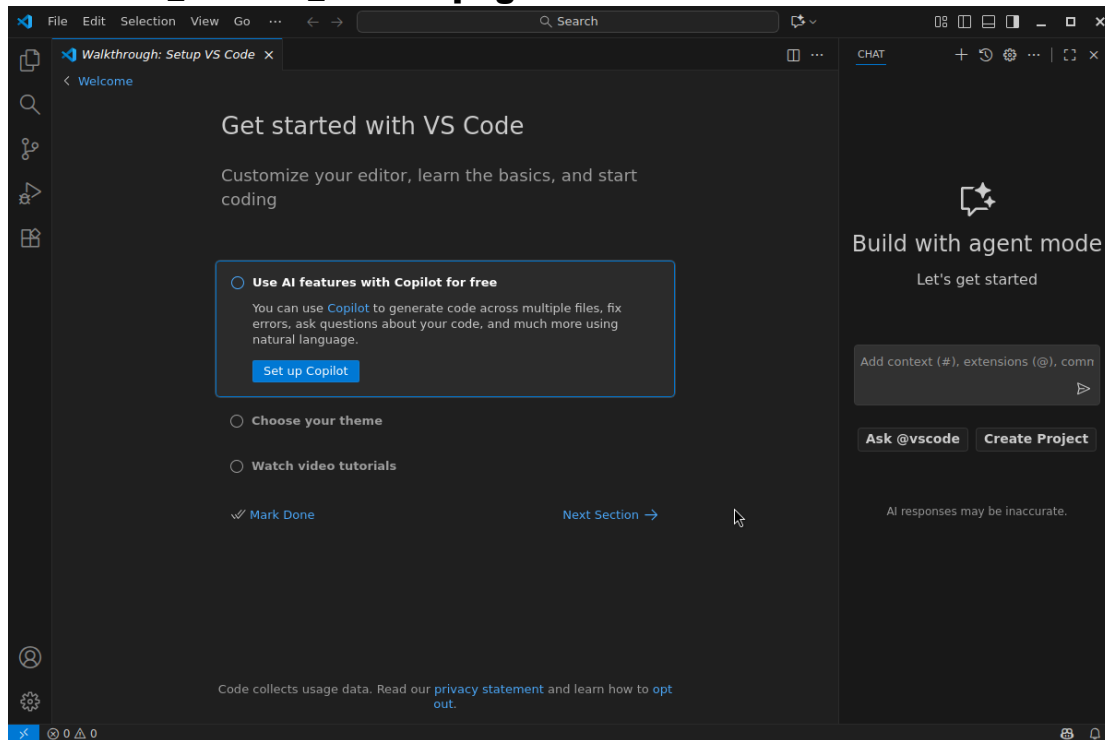 File Edit Selection View Go ··· Search
Walkthrough: Setup VS Code
CHAT
Welcome
Get started with VS Code
Customize your editor, learn the basics, and start
coding
Use AI features with Copilot for free
You can use Copilot to generate code across multiple files, fix
errors, ask questions about your code, and much more using
natural language.
Set up Copilot
Choose your theme
Watch video tutorials
Mark Done
Next Section →
Code collects usage data. Read our privacy statement and learn how to opt
out.
Build with agent mode
Let's get started
Add context (#), extensions (@), comm
Ask @vscode Create Project
AI responses may be inaccurate.
0 0